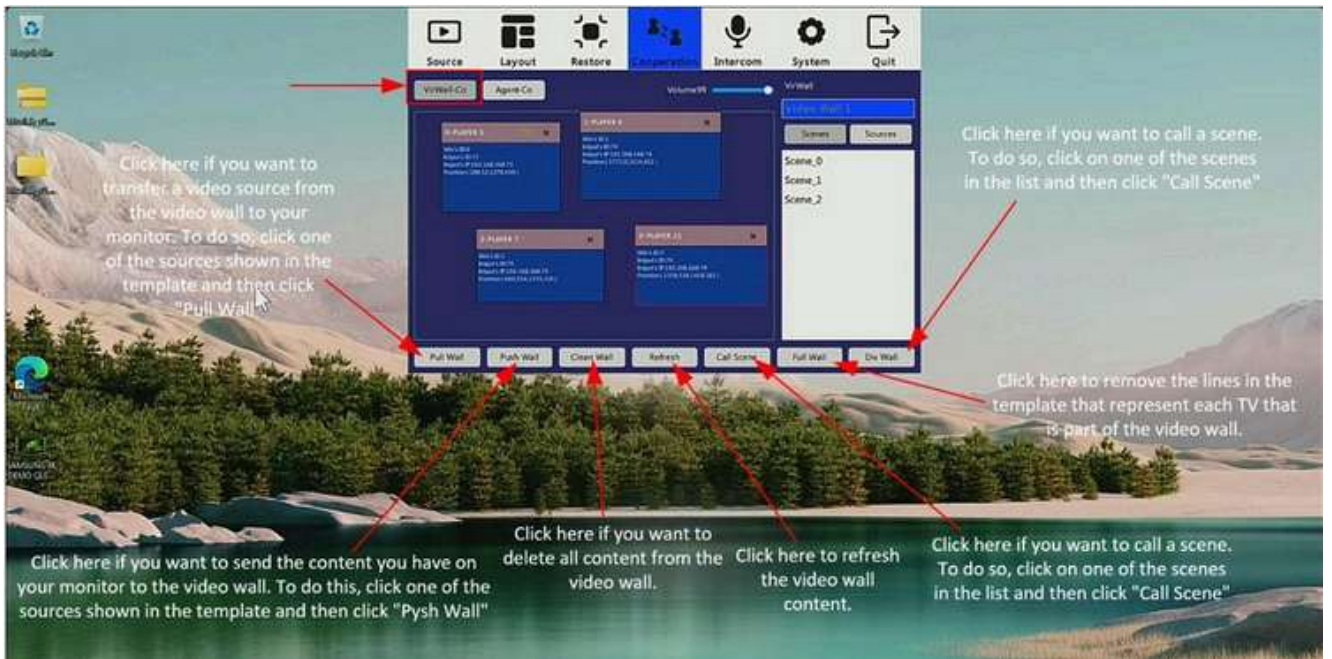 Source Layout Restore Cooperation Intercom System Quit
VirWall-Co Agent-Co Volume99 VirWall
Video Wall 1
Scenes Sources
Scene_0
Scene_1
Scene_2
Pull Wall Push Wall Clean Wall Refresh Call Scene Full Wall Div Wall
Click here if you want to
transfer a video source from
the video wall to your
monitor. To do so, click one
of the sources shown in the
template and then click
"Pull Wall"
Click here if you want to call a scene.
To do so, click on one of the scenes
in the list and then click "Call Scene"
Click here to remove the lines in the
template that represent each TV that
is part of the video wall.
Click here if you want to send the content you have on
your monitor to the video wall. To do this, click one of the
sources shown in the template and then click "Pysh Wall"
Click here if you want to
delete all content from the
video wall.
Click here to refresh
the video wall
content.
Click here if you want to call a scene.
To do so, click on one of the scenes
in the list and then click "Call Scene"